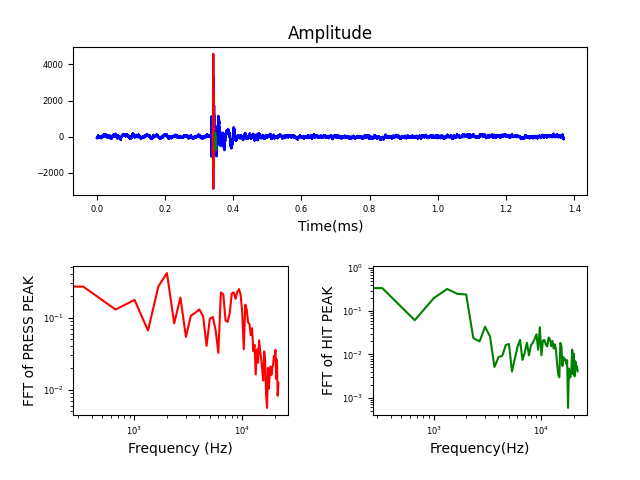 Amplitude
4000
2000
0
−2000
0.0 0.2 0.4 0.6 0.8 1.0 1.2 1.4
Time(ms)
FFT of PRESS PEAK
10⁻¹
10⁻²
10³ 10⁴
Frequency (Hz)
FFT of HIT PEAK
10⁰
10⁻¹
10⁻²
10⁻³
10³ 10⁴
Frequency(Hz)